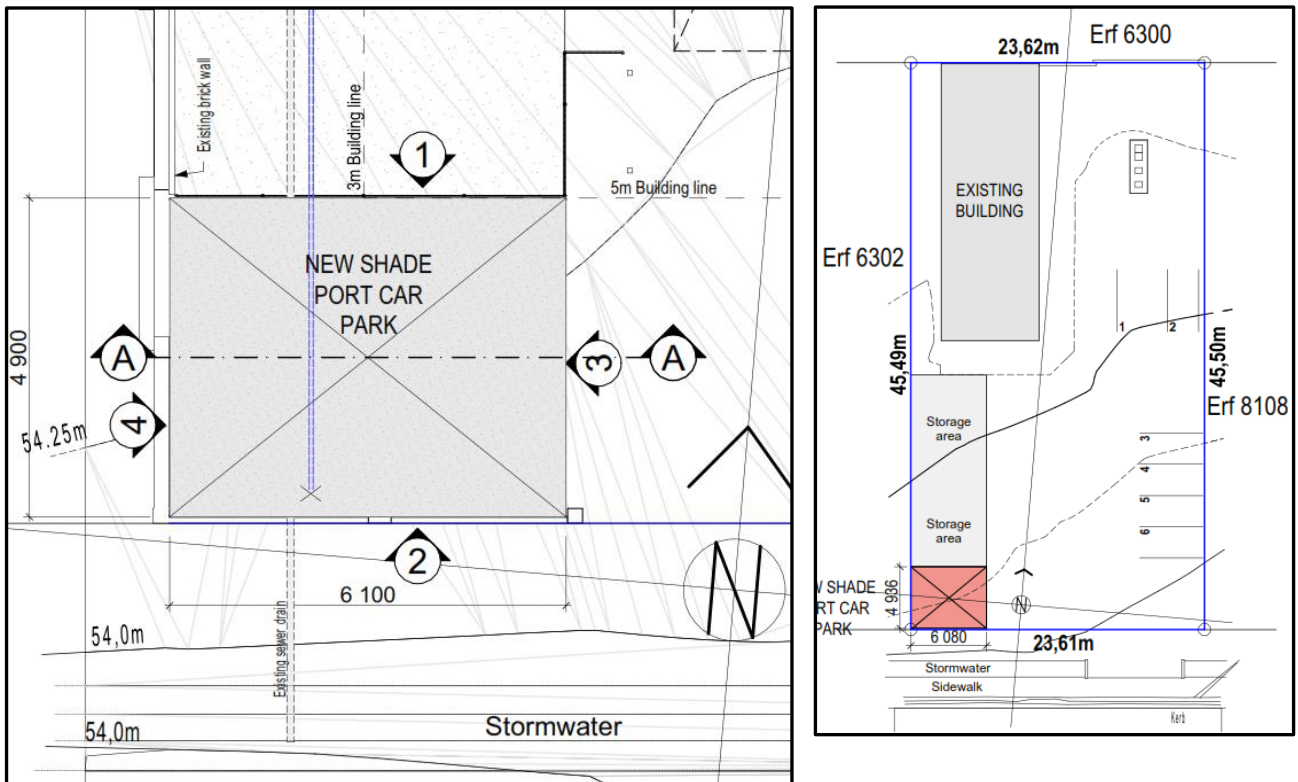 Existing brick wall
3m Building line
1
5m Building line
NEW SHADE
PORT CAR
PARK
4 900
A
3
A
4
54.25m
2
N
6 100
Existing sewer drain
54,0m
Stormwater
54,0m
23,62m
Erf 6300
EXISTING
BUILDING
Erf 6302
1
2
45,49m
45,50m
Erf 8108
Storage
area
3
4
5
6
Storage
area
W SHADE
RT CAR
PARK
4 936
N
6 080
23,61m
Stormwater
Sidewalk
Kerb